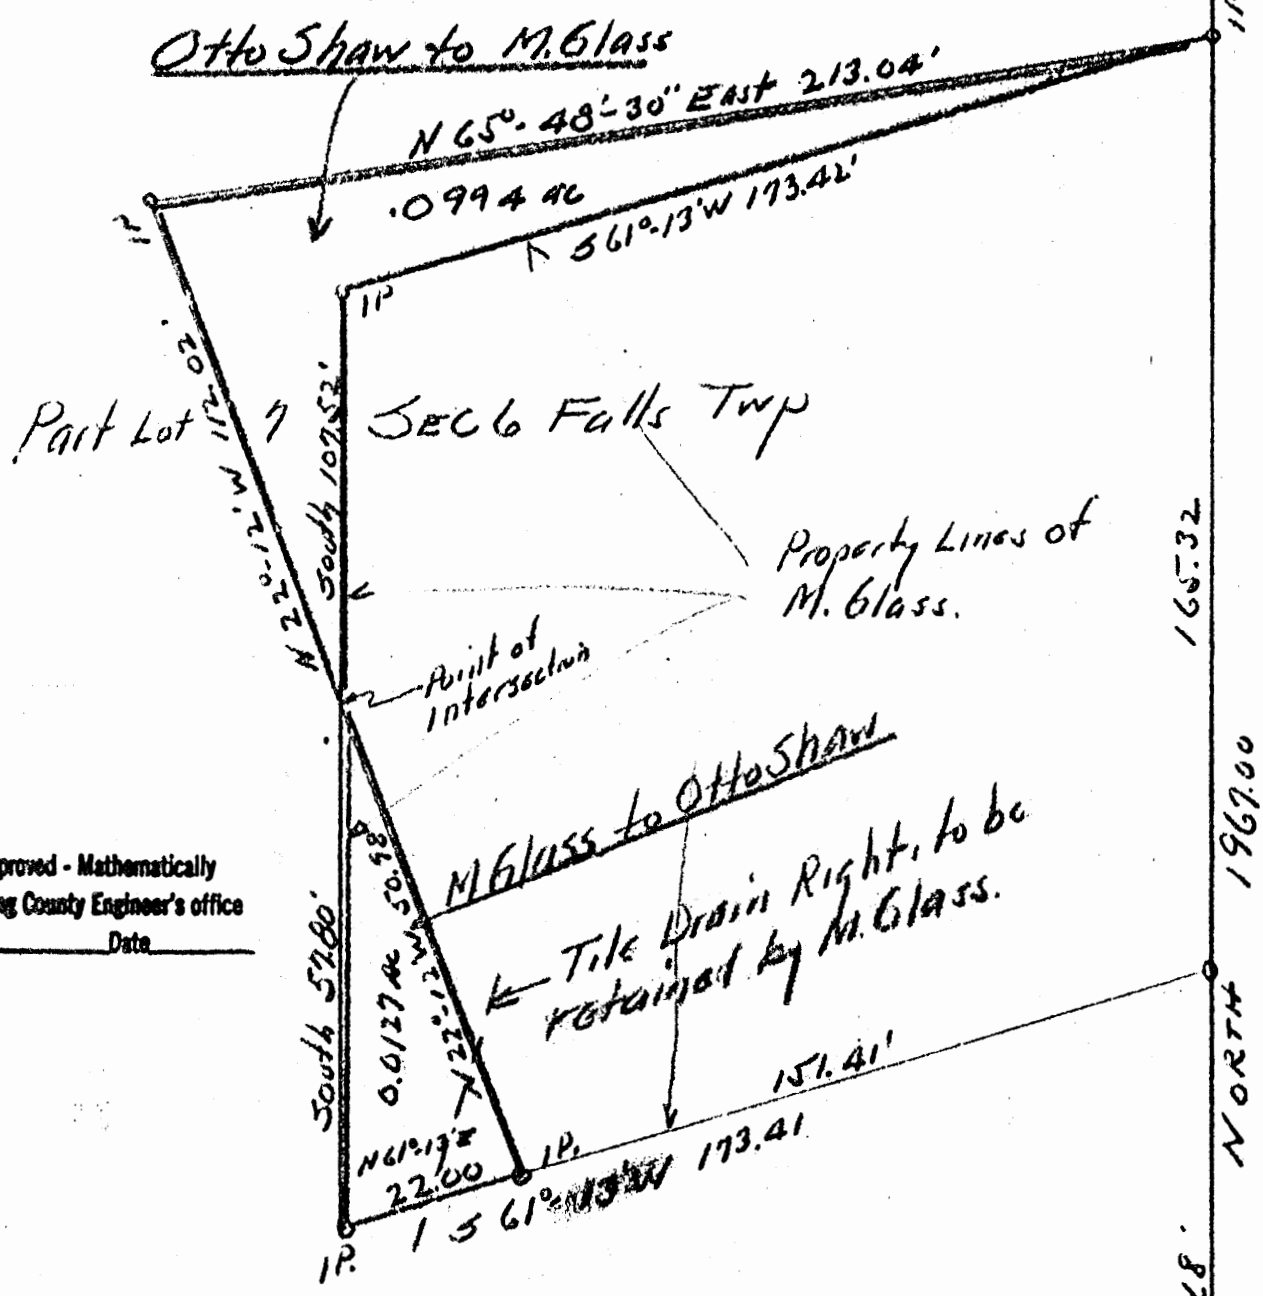 Otto Shaw to M. Glass
N 65°-48'-30" East 213.04'
.0994 ac
S 61°-13'W 173.42'
IP
IP
IP
N 22°-12'W 112.02'
South 107.52'
Part Lot 7 SEC 6 Falls Twp
Property Lines of
M. Glass.
165.32
Point of
Intersection
M Glass to Otto Shaw
Tile Drain Right, to be
retained by M. Glass.
proved - Mathematically
ng County Engineer's office
Date
South 57.80'
0.0127 ac
N 22°-12'W 50.98
1967.00
NORTH
151.41'
N 61°-13'E
22.00
IP.
S 61°-13'W 173.41
IP.